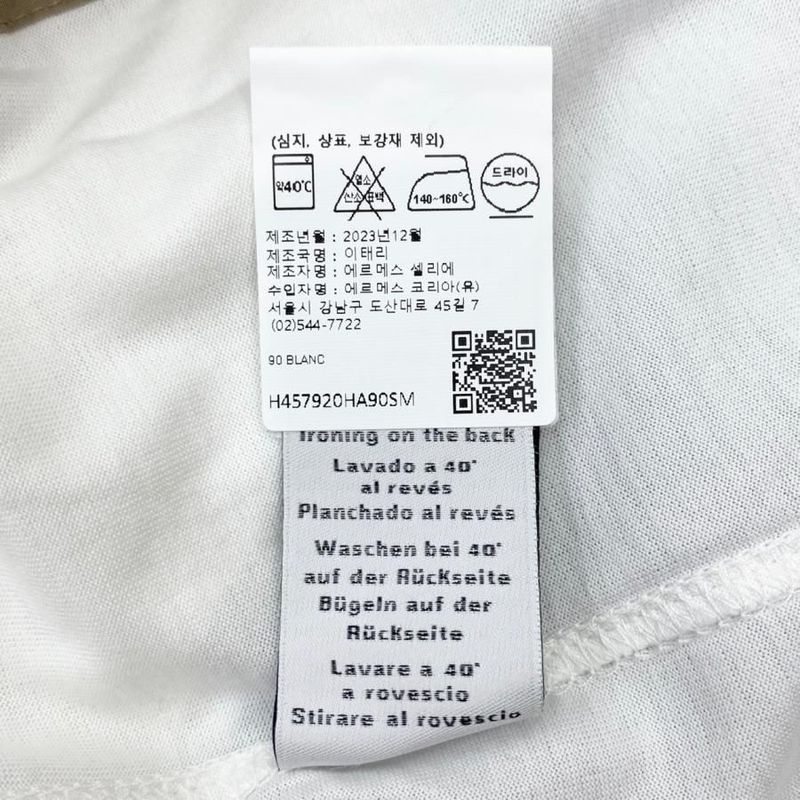 (심지, 상표, 보강재 제외)
약40℃
염소
산소표백
140~160℃
드라이
제조년월 : 2023년12월
제조국명 : 이태리
제조자명 : 에르메스 셀리에
수입자명 : 에르메스 코리아(유)
서울시 강남구 도산대로 45길 7
(02)544-7722
90 BLANC
H457920HA90SM
Ironing on the back
Lavado a 40°
al revés
Planchado al revés
Waschen bei 40°
auf der Rückseite
Bügeln auf der
Rückseite
Lavare a 40°
a rovescio
Stirare al rovescio